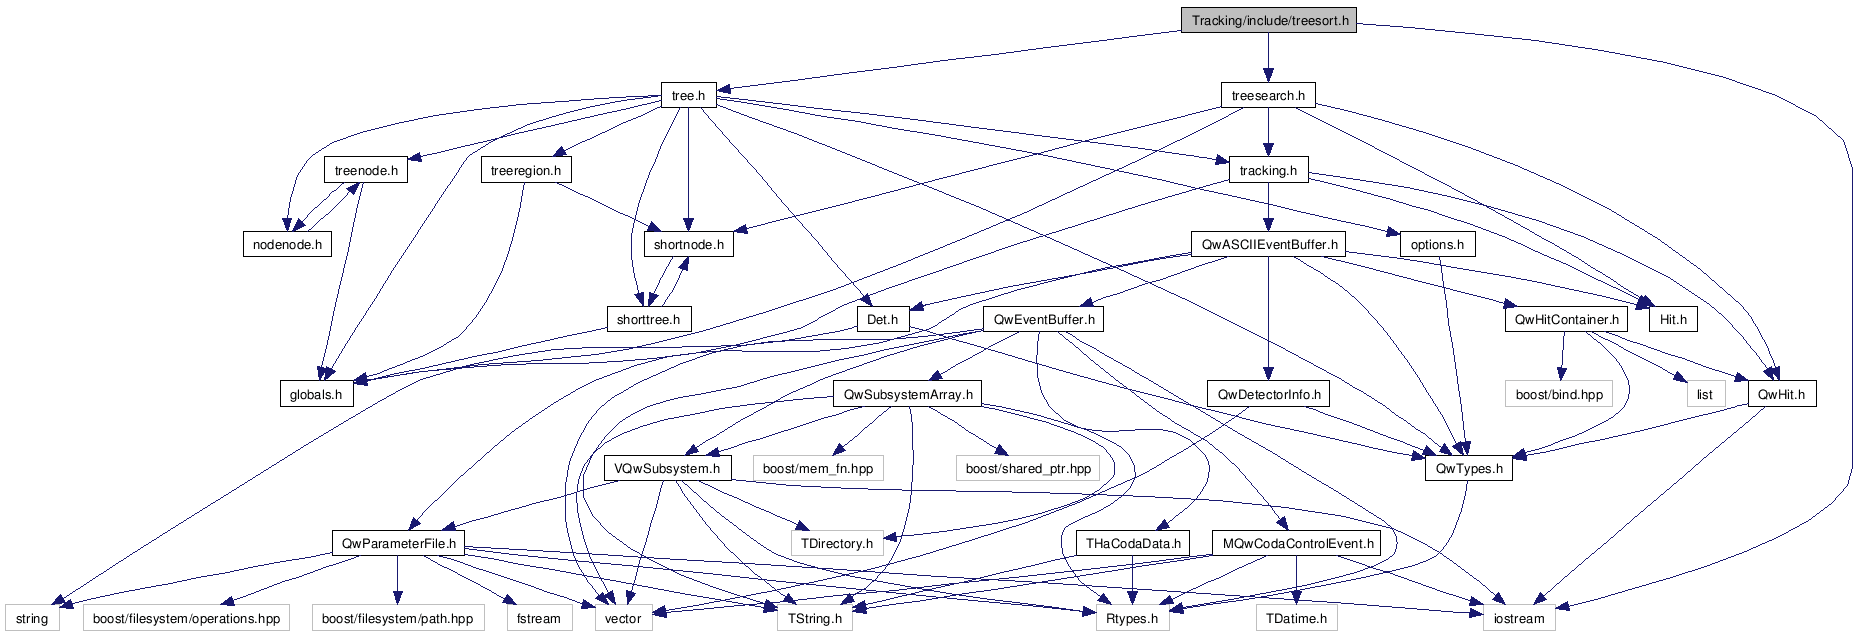 Tracking/include/treesort.h
tree.h
treesearch.h
treenode.h
treeregion.h
tracking.h
nodenode.h
shortnode.h
QwASCIIEventBuffer.h
options.h
shorttree.h
Det.h
QwEventBuffer.h
QwHitContainer.h
Hit.h
globals.h
QwSubsystemArray.h
QwDetectorInfo.h
boost/bind.hpp
list
QwHit.h
VQwSubsystem.h
boost/mem_fn.hpp
boost/shared_ptr.hpp
QwTypes.h
QwParameterFile.h
TDirectory.h
THaCodaData.h
MQwCodaControlEvent.h
string
boost/filesystem/operations.hpp
boost/filesystem/path.hpp
fstream
vector
TString.h
Rtypes.h
TDatime.h
iostream